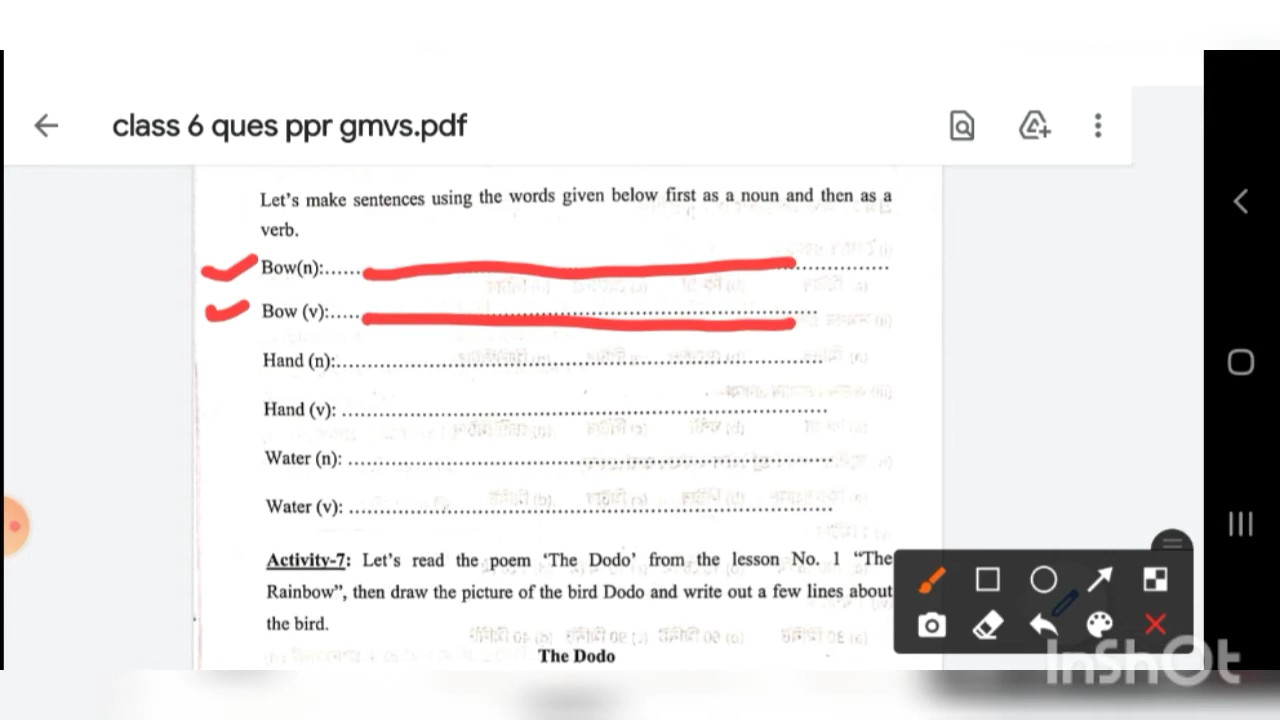 class 6 ques ppr gmvs.pdf
Let's make sentences using the words given below first as a noun and then as a
verb.
Bow(n):..................................................
Bow (v):..................................................
Hand (n):..................................................
Hand (v): ..................................................
Water (n): ..................................................
Water (v): ..................................................
Activity-7: Let's read the poem ‘The Dodo’ from the lesson No. 1 “The
Rainbow”, then draw the picture of the bird Dodo and write out a few lines about
the bird.
The Dodo
InShOt